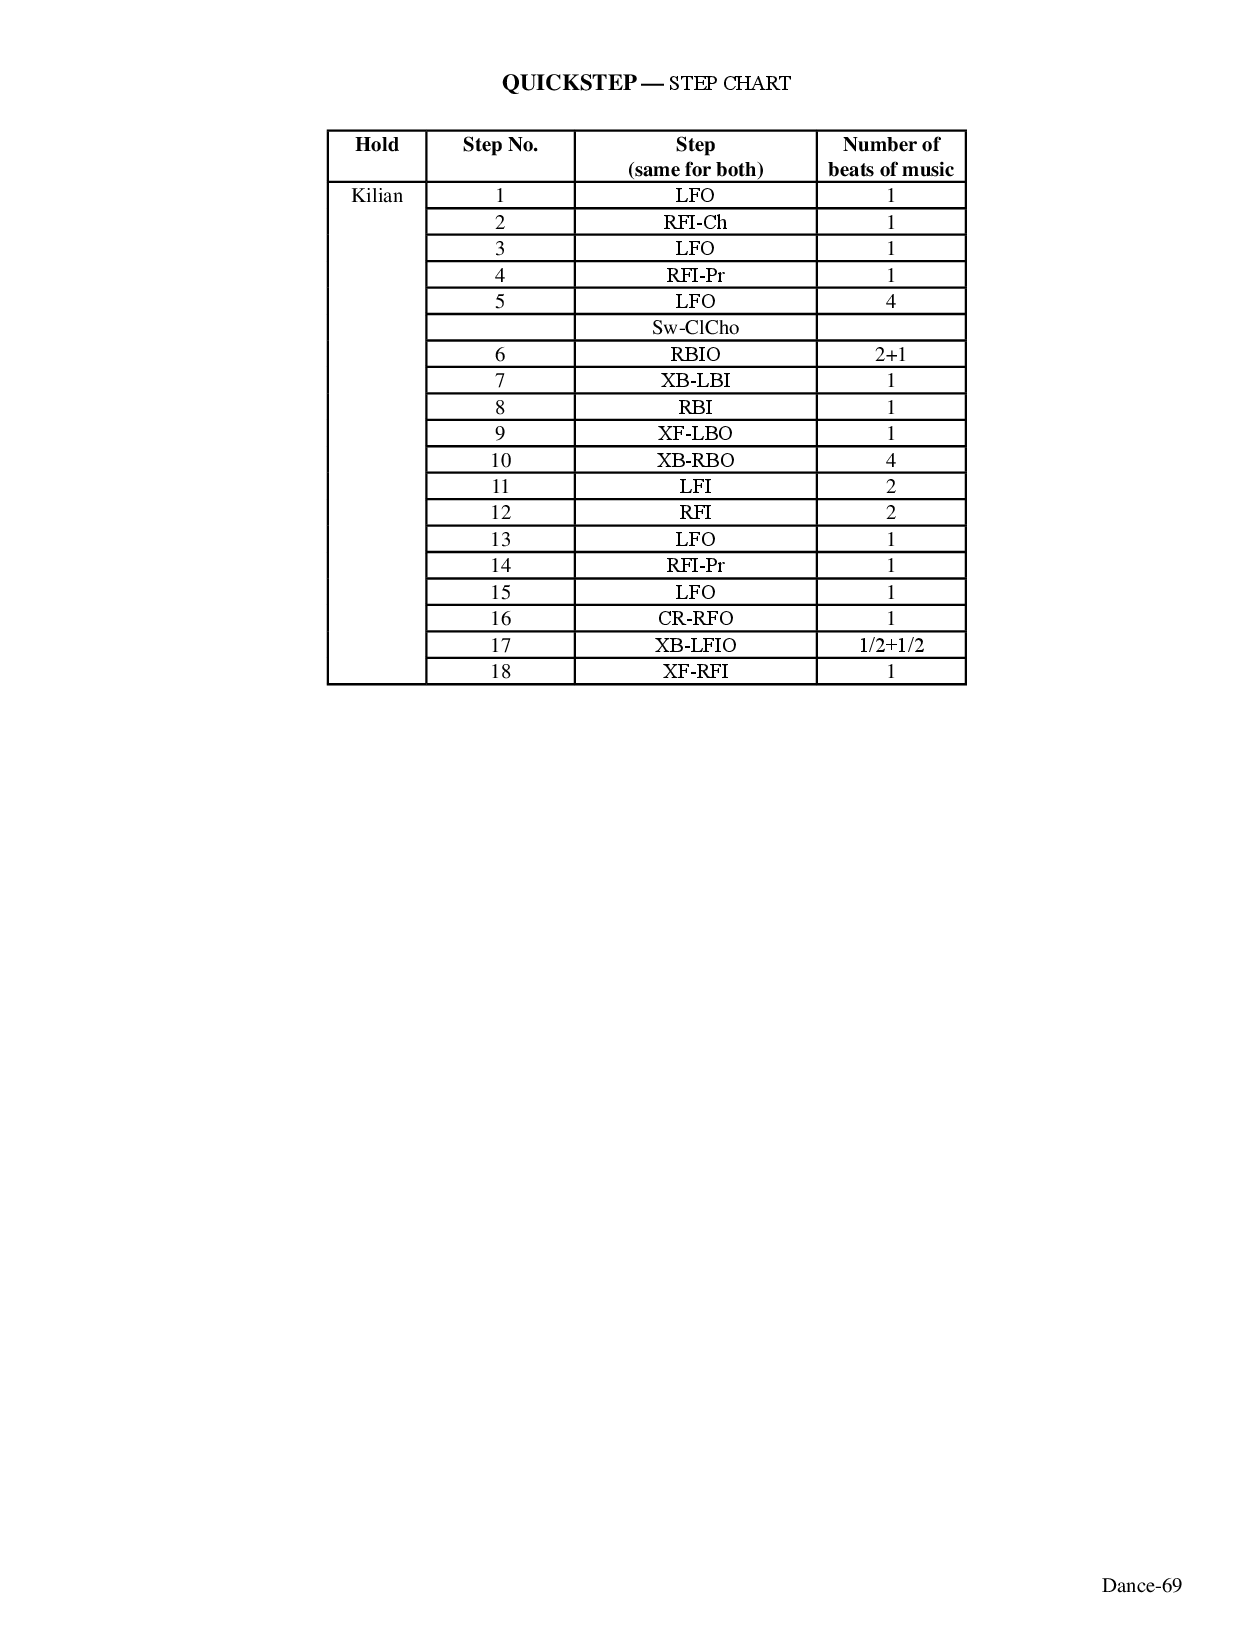 QUICKSTEP — STEP CHART
Hold Step No. Step Number of
(same for both) beats of music
Kilian 1 LFO 1
2 RFI-Ch 1
3 LFO 1
4 RFI-Pr 1
5 LFO 4
Sw-ClCho
6 RBIO 2+1
7 XB-LBI 1
8 RBI 1
9 XF-LBO 1
10 XB-RBO 4
11 LFI 2
12 RFI 2
13 LFO 1
14 RFI-Pr 1
15 LFO 1
16 CR-RFO 1
17 XB-LFIO 1/2+1/2
18 XF-RFI 1
Dance-69